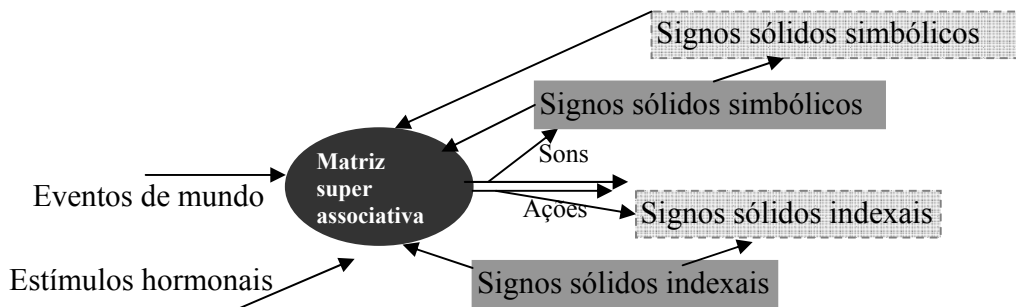 Signos sólidos simbólicos
Signos sólidos simbólicos
Sons
Matriz
super
associativa
Eventos de mundo
Ações
Signos sólidos indexais
Estímulos hormonais
Signos sólidos indexais